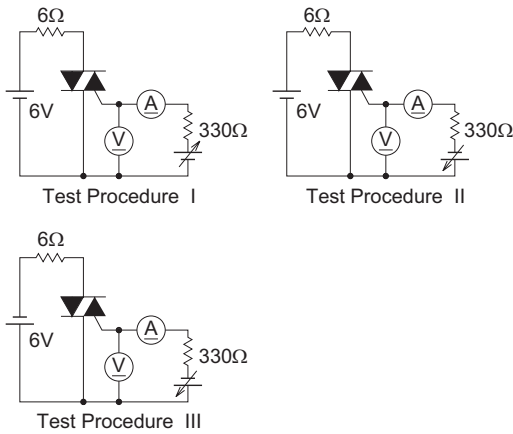 6Ω
6V
A
V
330Ω
Test Procedure I
6Ω
6V
A
V
330Ω
Test Procedure II
6Ω
6V
A
V
330Ω
Test Procedure III